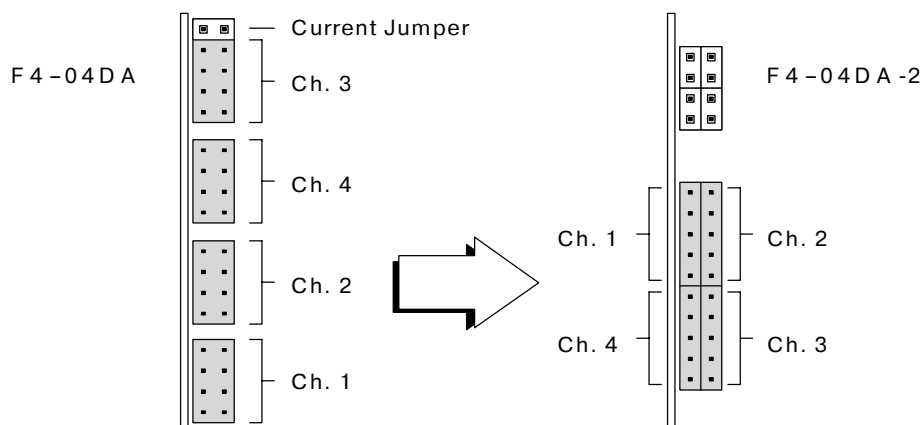 Current Jumper
F4-04DA
Ch. 3
Ch. 4
Ch. 2
Ch. 1
F4-04DA-2
Ch. 1
Ch. 2
Ch. 4
Ch. 3